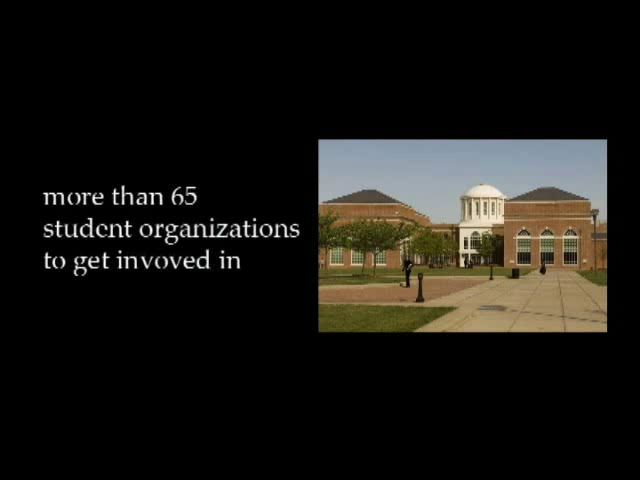 more than 65
student organizations
to get invoved in